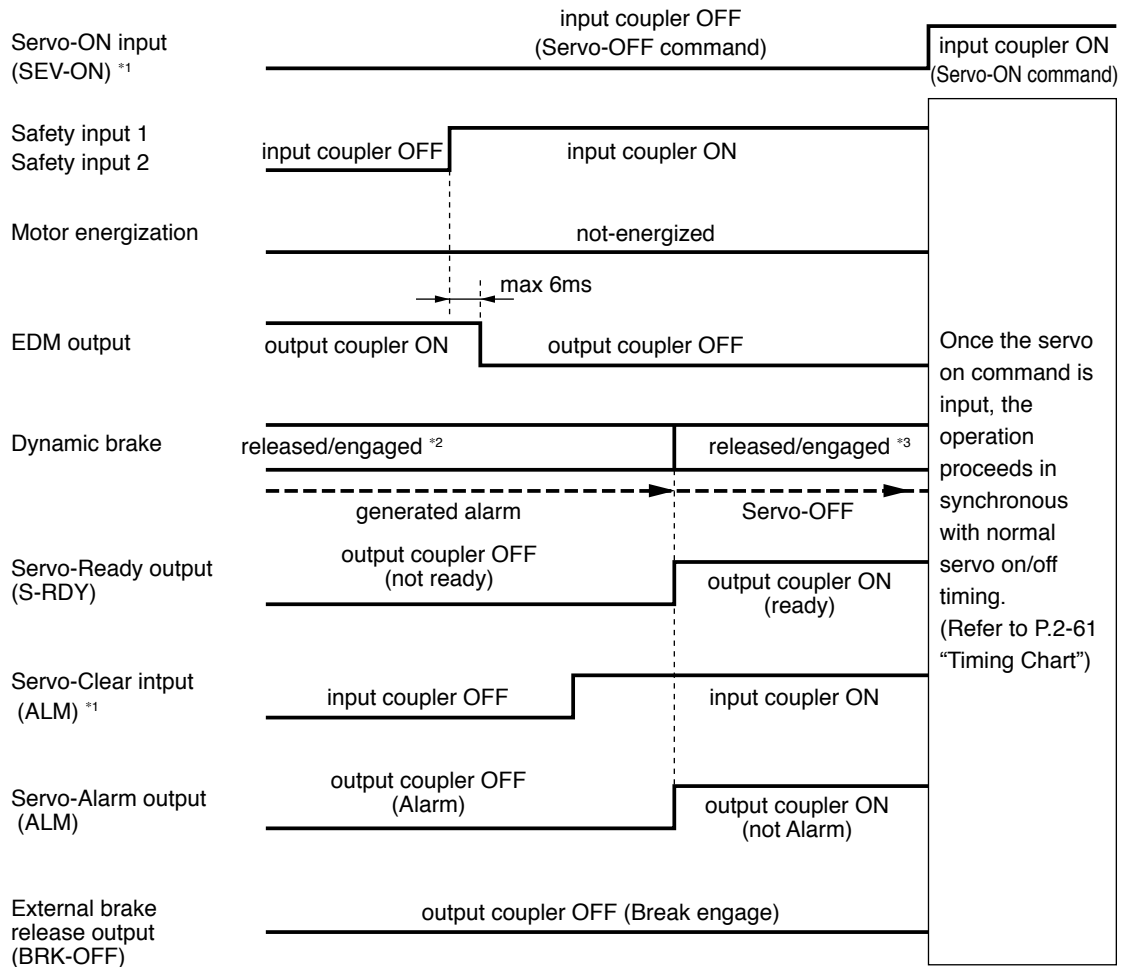 input coupler OFF
(Servo-OFF command)
Servo-ON input
(SEV-ON) *1
input coupler ON
(Servo-ON command)
Safety input 1
Safety input 2
input coupler OFF
input coupler ON
Motor energization
not-energized
max 6ms
EDM output
output coupler ON
output coupler OFF
Dynamic brake
released/engaged *2
released/engaged *3
generated alarm
Servo-OFF
Servo-Ready output
(S-RDY)
output coupler OFF
(not ready)
output coupler ON
(ready)
Servo-Clear intput
(ALM) *1
input coupler OFF
input coupler ON
Servo-Alarm output
(ALM)
output coupler OFF
(Alarm)
output coupler ON
(not Alarm)
External brake
release output
(BRK-OFF)
output coupler OFF (Break engage)
Once the servo
on command is
input, the
operation
proceeds in
synchronous
with normal
servo on/off
timing.
(Refer to P.2-61
“Timing Chart”)